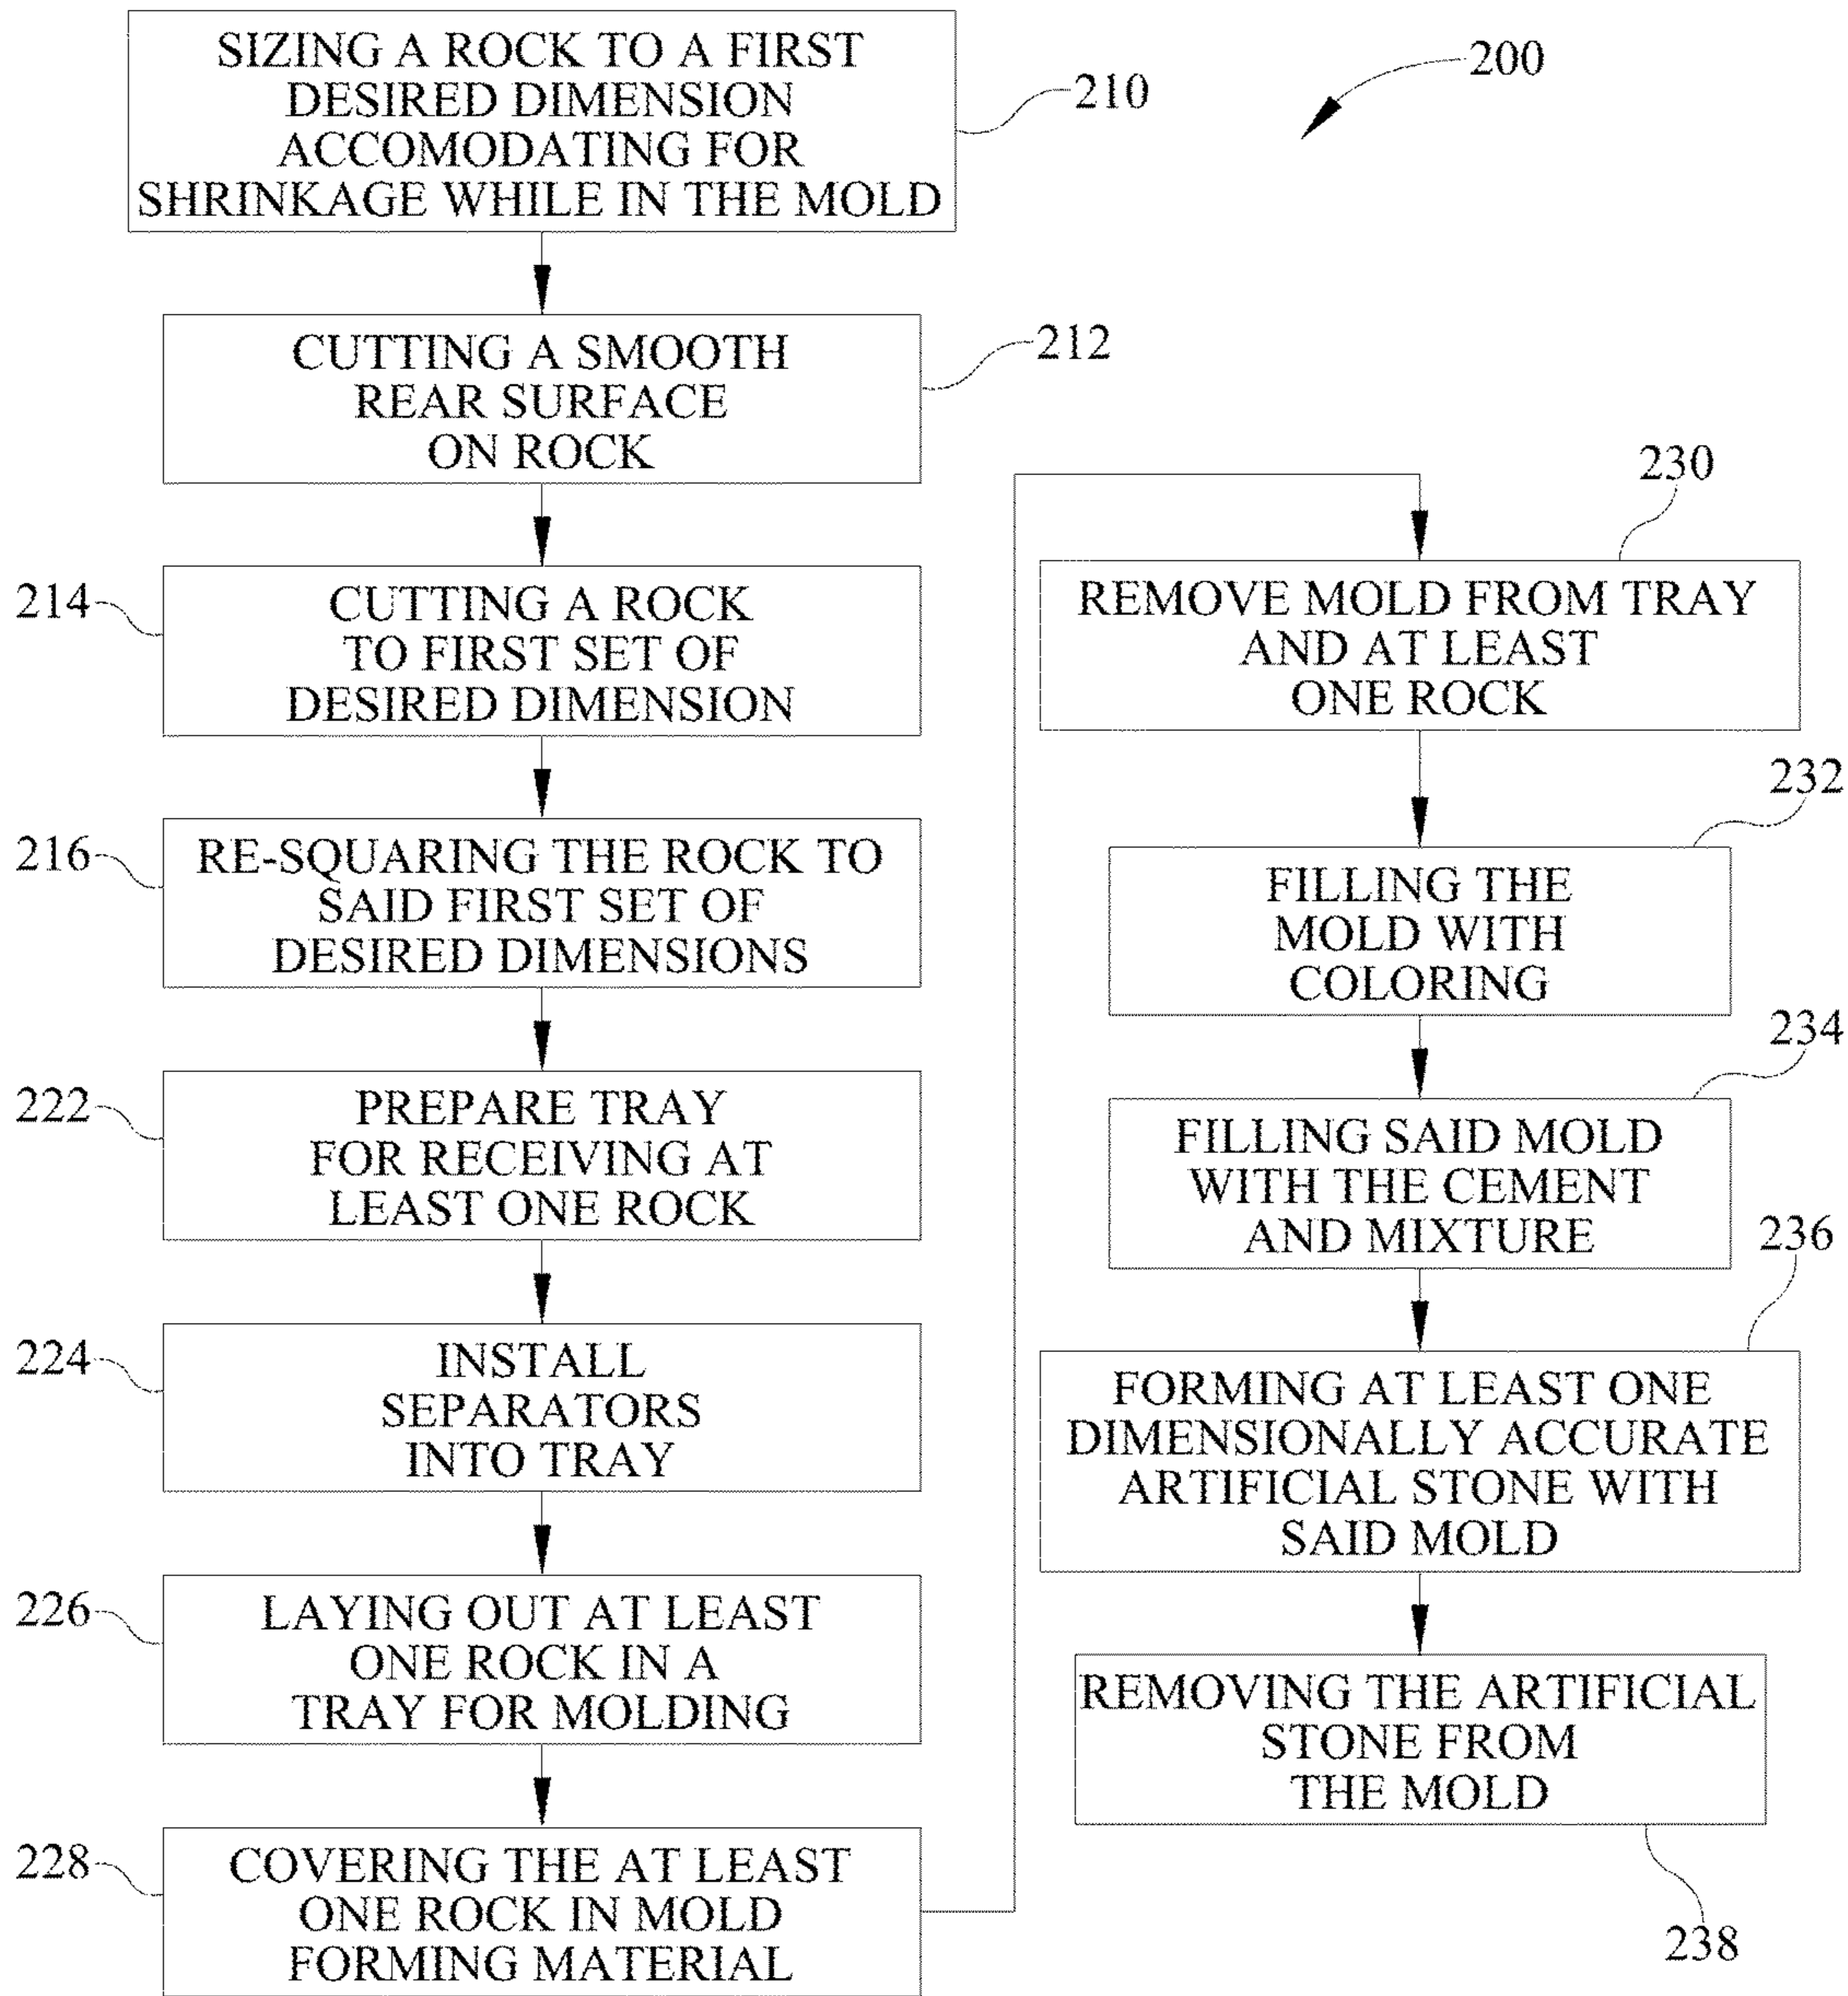 SIZING A ROCK TO A FIRST
DESIRED DIMENSION
ACCOMODATING FOR
SHRINKAGE WHILE IN THE MOLD
210
200
CUTTING A SMOOTH
REAR SURFACE
ON ROCK
212
214
CUTTING A ROCK
TO FIRST SET OF
DESIRED DIMENSION
216
RE-SQUARING THE ROCK TO
SAID FIRST SET OF
DESIRED DIMENSIONS
222
PREPARE TRAY
FOR RECEIVING AT
LEAST ONE ROCK
224
INSTALL
SEPARATORS
INTO TRAY
226
LAYING OUT AT LEAST
ONE ROCK IN A
TRAY FOR MOLDING
228
COVERING THE AT LEAST
ONE ROCK IN MOLD
FORMING MATERIAL
230
REMOVE MOLD FROM TRAY
AND AT LEAST
ONE ROCK
232
FILLING THE
MOLD WITH
COLORING
234
FILLING SAID MOLD
WITH THE CEMENT
AND MIXTURE
236
FORMING AT LEAST ONE
DIMENSIONALLY ACCURATE
ARTIFICIAL STONE WITH
SAID MOLD
REMOVING THE ARTIFICIAL
STONE FROM
THE MOLD
238